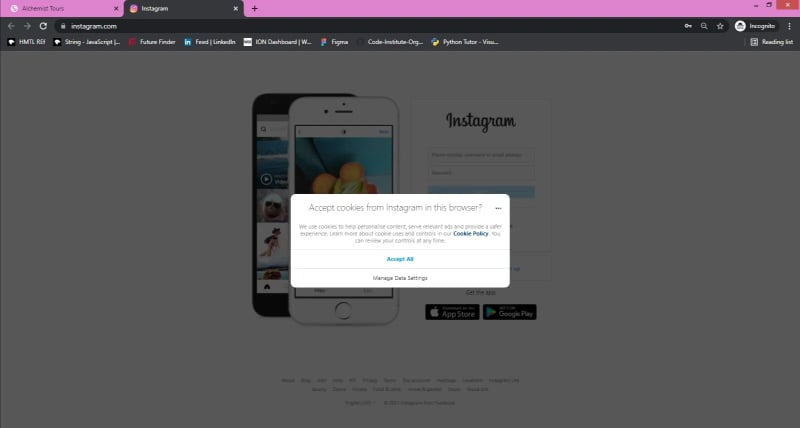 Alchemist Tours
Instagram
instagram.com
Incognito
HMTL REf
String - JavaScript |...
Future Finder
Feed | LinkedIn
ION Dashboard | W...
Figma
Code-Institute-Org...
Python Tutor - Visu...
Reading list
Instagram
Phone number, username or email address
Password
Accept cookies from Instagram in this browser?
We use cookies to help personalise content, serve relevant ads and provide a safer
experience. Learn more about cookie uses and controls in our Cookie Policy. You
can review your controls at any time.
Accept All
Manage Data Settings
up
Get the app.
App Store
GET IT ON
Google Play
About Blog Jobs Help API Privacy Terms Top accounts Hashtags Locations Instagram Lite
Beauty Dance Fitness Food & drink Home & garden Music Visual arts
English (UK)
© 2021 Instagram from Facebook